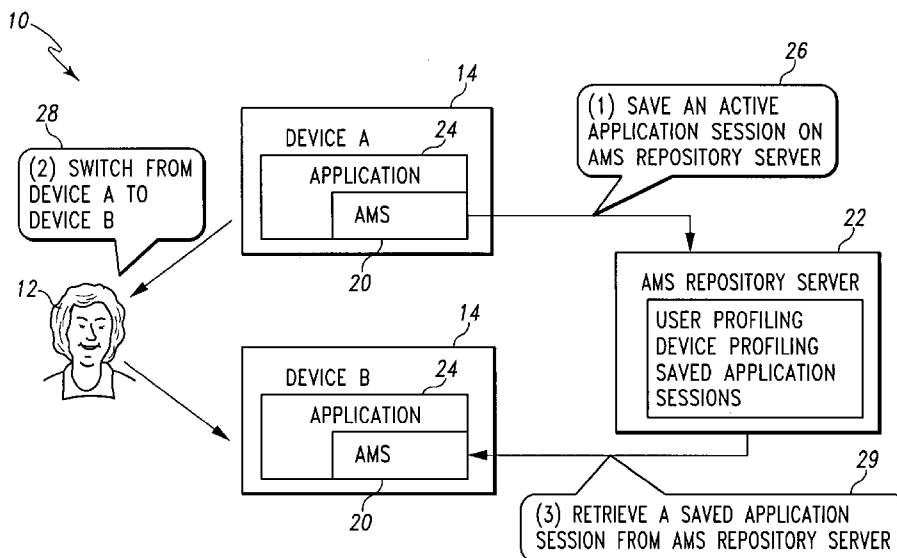 10
28
(2) SWITCH FROM
DEVICE A TO
DEVICE B
12
14
DEVICE A
24
APPLICATION
AMS
20
26
(1) SAVE AN ACTIVE
APPLICATION SESSION ON
AMS REPOSITORY SERVER
22
AMS REPOSITORY SERVER
USER PROFILING
DEVICE PROFILING
SAVED APPLICATION
SESSIONS
14
DEVICE B
24
APPLICATION
AMS
20
29
(3) RETRIEVE A SAVED APPLICATION
SESSION FROM AMS REPOSITORY SERVER